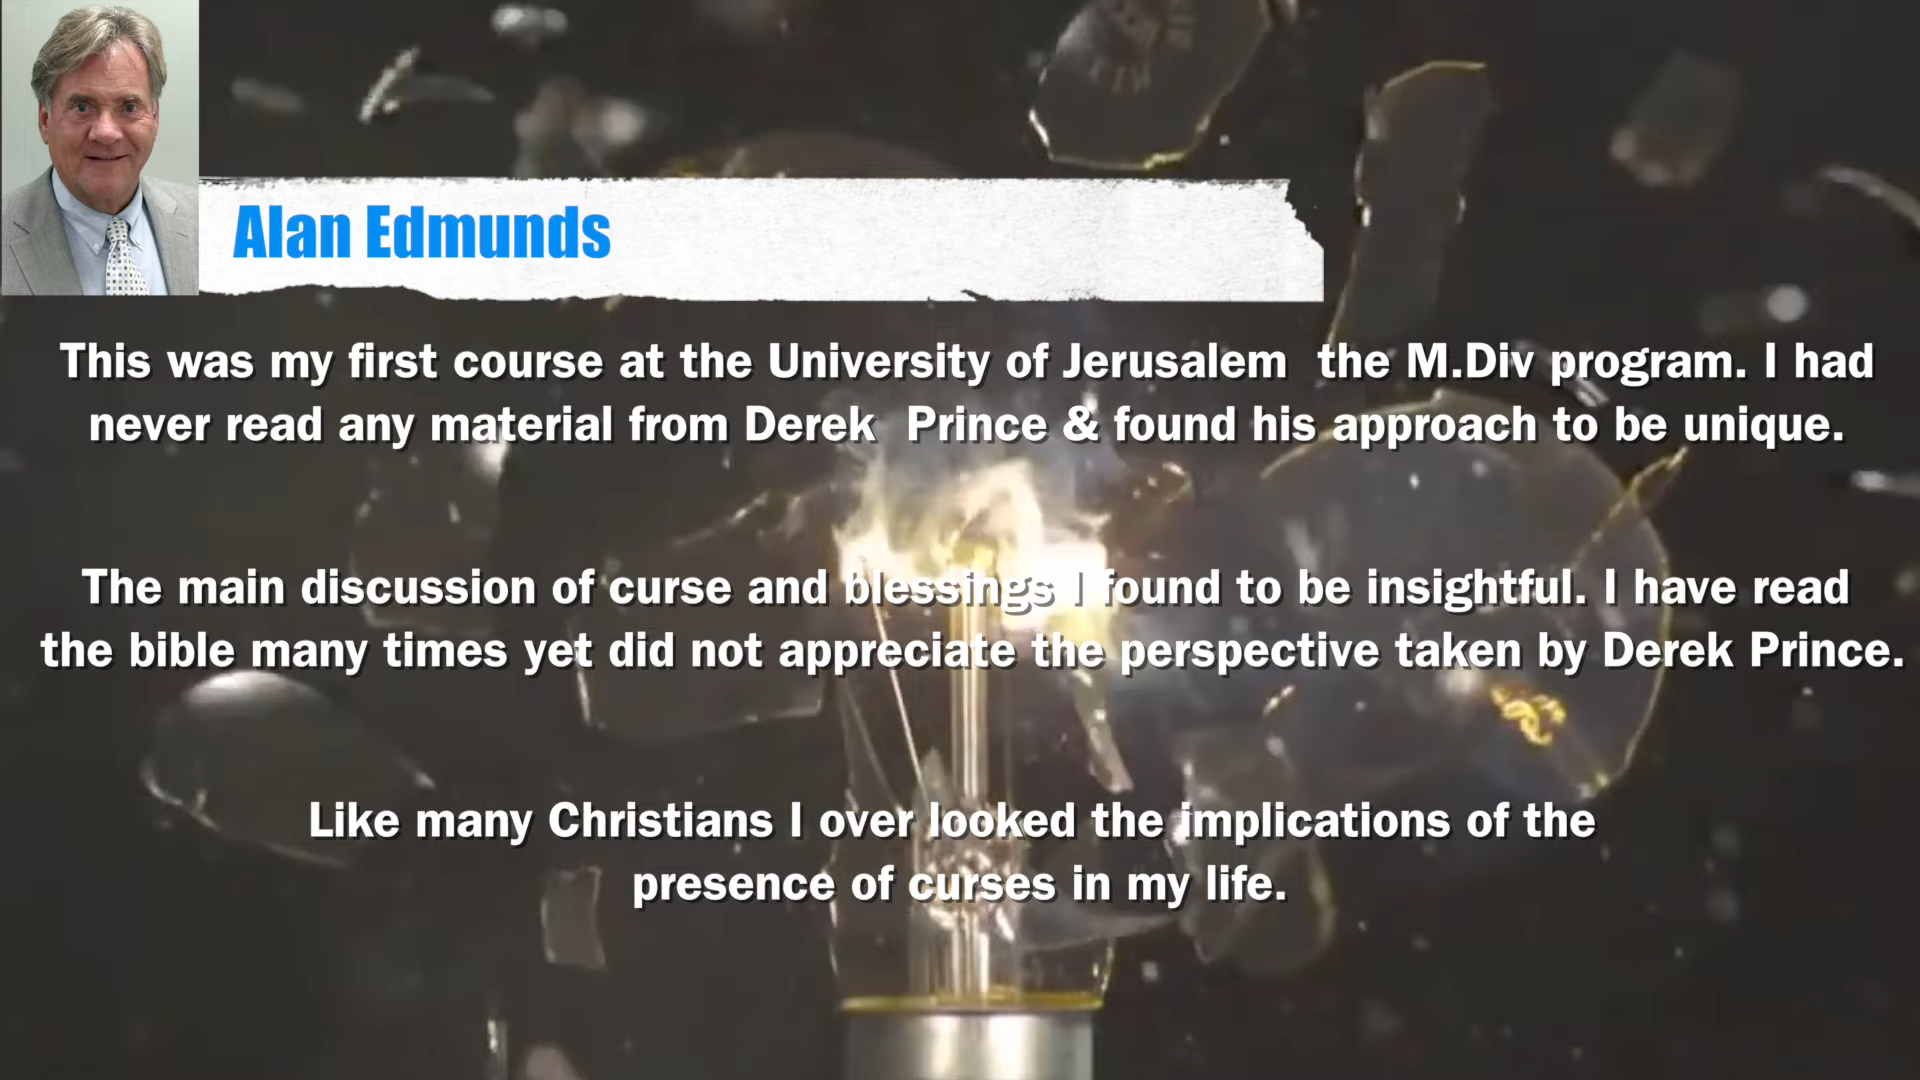 Alan Edmunds
This was my first course at the University of Jerusalem  the M.Div program. I had
never read any material from Derek  Prince & found his approach to be unique.
The main discussion of curse and blessings I found to be insightful. I have read
the bible many times yet did not appreciate the perspective taken by Derek Prince.
Like many Christians I over looked the implications of the
presence of curses in my life.